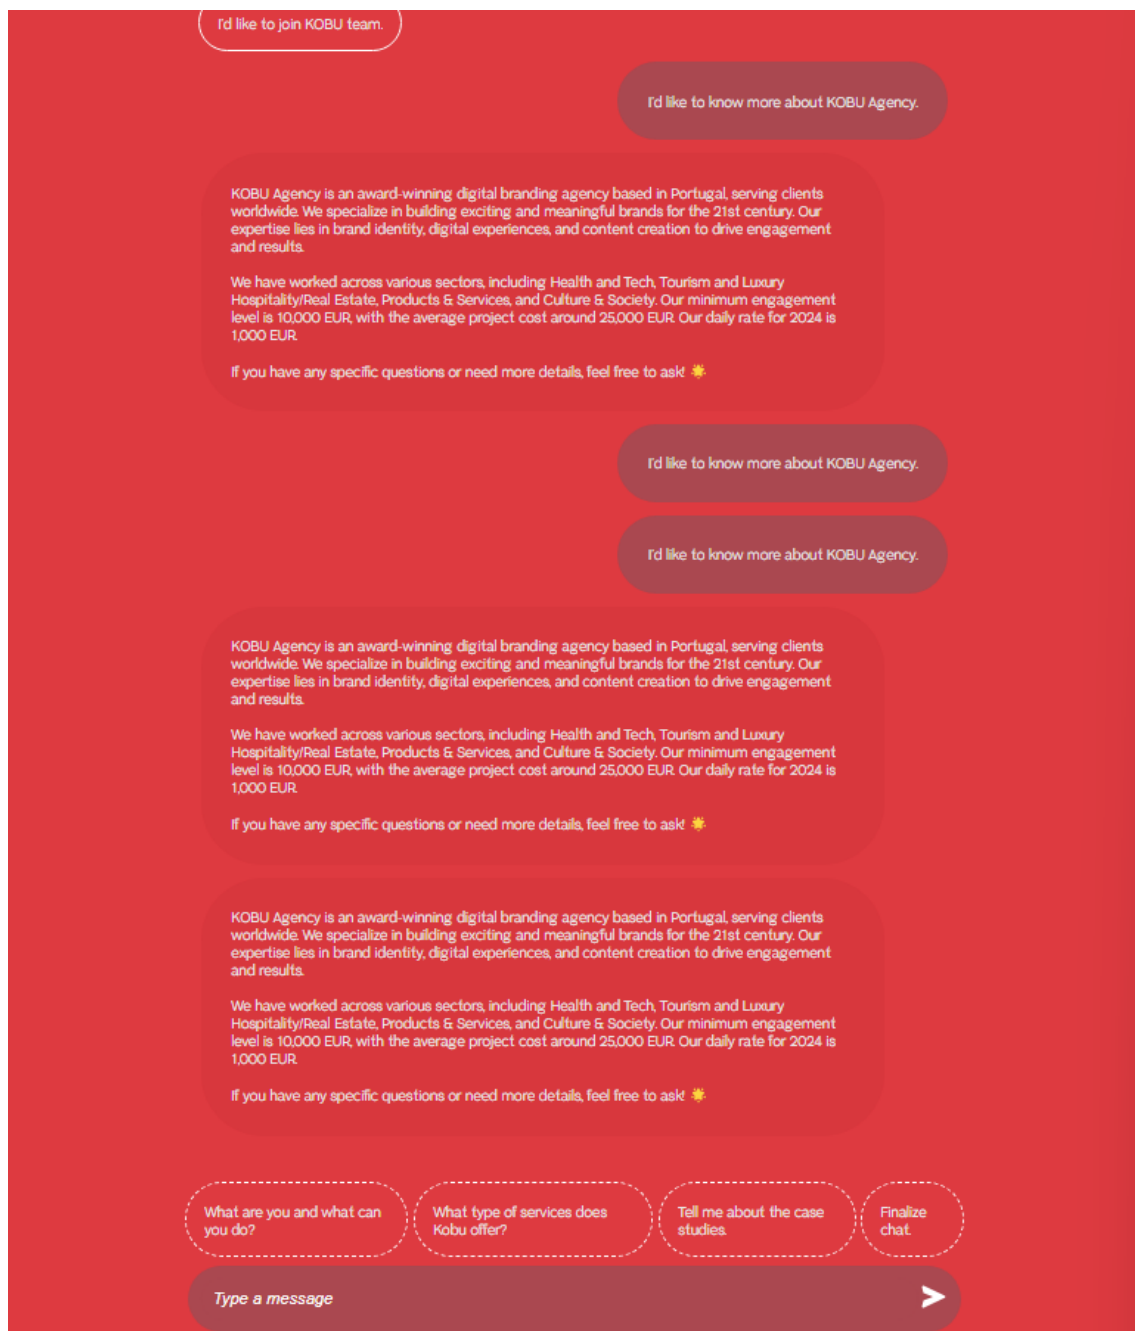 I'd like to join KOBU team.
I'd like to know more about KOBU Agency.
KOBU Agency is an award-winning digital branding agency based in Portugal, serving clients
worldwide. We specialize in building exciting and meaningful brands for the 21st century. Our
expertise lies in brand identity, digital experiences, and content creation to drive engagement
and results.
We have worked across various sectors, including Health and Tech, Tourism and Luxury
Hospitality/Real Estate, Products & Services, and Culture & Society. Our minimum engagement
level is 10,000 EUR, with the average project cost around 25,000 EUR. Our daily rate for 2024 is
1,000 EUR.
If you have any specific questions or need more details, feel free to ask! 🌟
I'd like to know more about KOBU Agency.
I'd like to know more about KOBU Agency.
KOBU Agency is an award-winning digital branding agency based in Portugal, serving clients
worldwide. We specialize in building exciting and meaningful brands for the 21st century. Our
expertise lies in brand identity, digital experiences, and content creation to drive engagement
and results.
We have worked across various sectors, including Health and Tech, Tourism and Luxury
Hospitality/Real Estate, Products & Services, and Culture & Society. Our minimum engagement
level is 10,000 EUR, with the average project cost around 25,000 EUR. Our daily rate for 2024 is
1,000 EUR.
If you have any specific questions or need more details, feel free to ask! 🌟
KOBU Agency is an award-winning digital branding agency based in Portugal, serving clients
worldwide. We specialize in building exciting and meaningful brands for the 21st century. Our
expertise lies in brand identity, digital experiences, and content creation to drive engagement
and results.
We have worked across various sectors, including Health and Tech, Tourism and Luxury
Hospitality/Real Estate, Products & Services, and Culture & Society. Our minimum engagement
level is 10,000 EUR, with the average project cost around 25,000 EUR. Our daily rate for 2024 is
1,000 EUR.
If you have any specific questions or need more details, feel free to ask! 🌟
What are you and what can
you do?
What type of services does
Kobu offer?
Tell me about the case
studies.
Finalize
chat.
Type a message